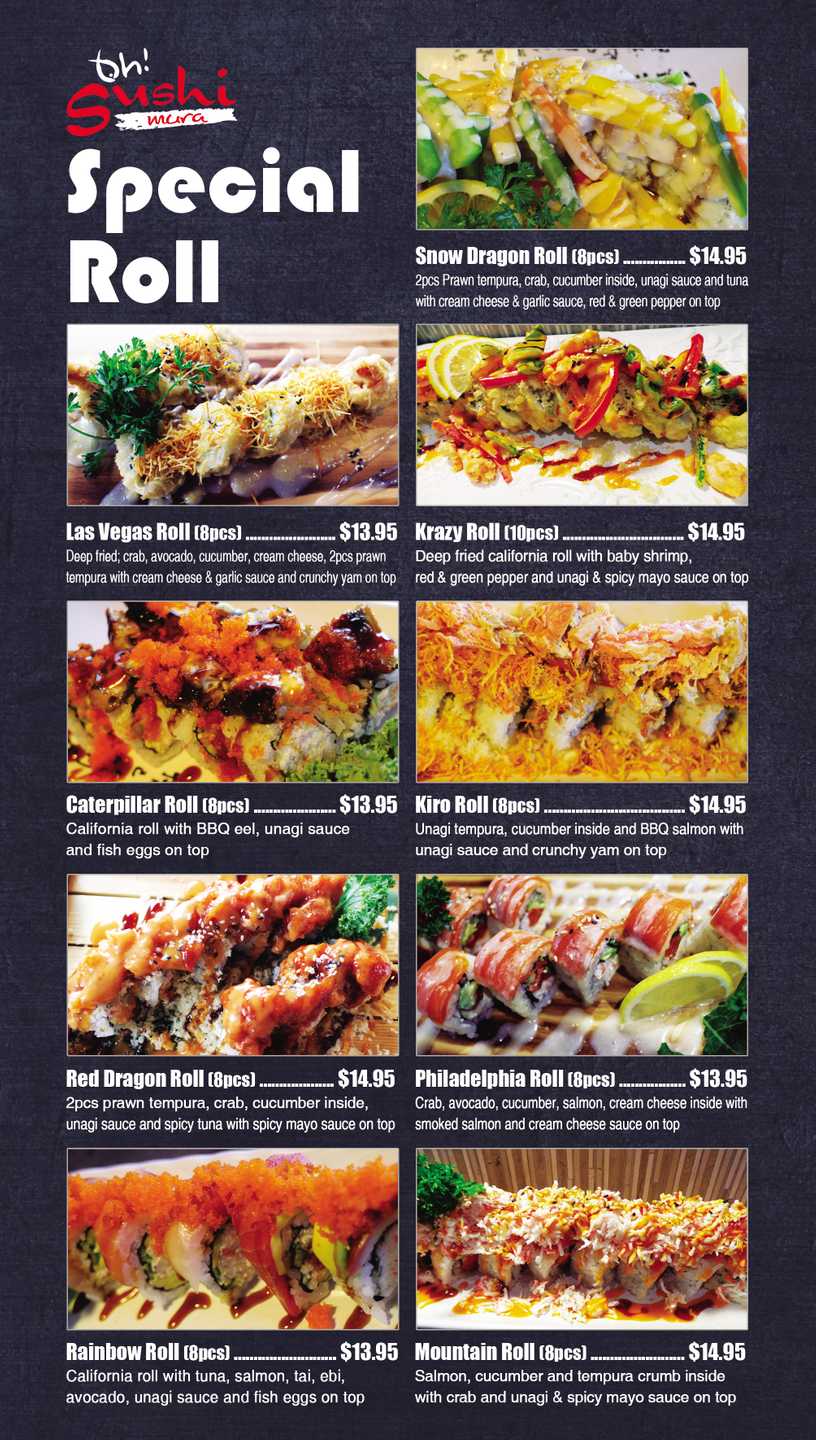 Oh!
Sushi
mura
Special
Roll
Snow Dragon Roll (8pcs) ................ $14.95
2pcs Prawn tempura, crab, cucumber inside, unagi sauce and tuna
with cream cheese & garlic sauce, red & green pepper on top
Las Vegas Roll (8pcs) ....................... $13.95
Deep fried; crab, avocado, cucumber, cream cheese, 2pcs prawn
tempura with cream cheese & garlic sauce and crunchy yam on top
Krazy Roll (10pcs) ............................... $14.95
Deep fried california roll with baby shrimp,
red & green pepper and unagi & spicy mayo sauce on top
Caterpillar Roll (8pcs) ..................... $13.95
California roll with BBQ eel, unagi sauce
and fish eggs on top
Kiro Roll (8pcs) .................................... $14.95
Unagi tempura, cucumber inside and BBQ salmon with
unagi sauce and crunchy yam on top
Red Dragon Roll (8pcs) ................... $14.95
2pcs prawn tempura, crab, cucumber inside,
unagi sauce and spicy tuna with spicy mayo sauce on top
Philadelphia Roll (8pcs) ................. $13.95
Crab, avocado, cucumber, salmon, cream cheese inside with
smoked salmon and cream cheese sauce on top
Rainbow Roll (8pcs) .......................... $13.95
California roll with tuna, salmon, tai, ebi,
avocado, unagi sauce and fish eggs on top
Mountain Roll (8pcs) ........................ $14.95
Salmon, cucumber and tempura crumb inside
with crab and unagi & spicy mayo sauce on top